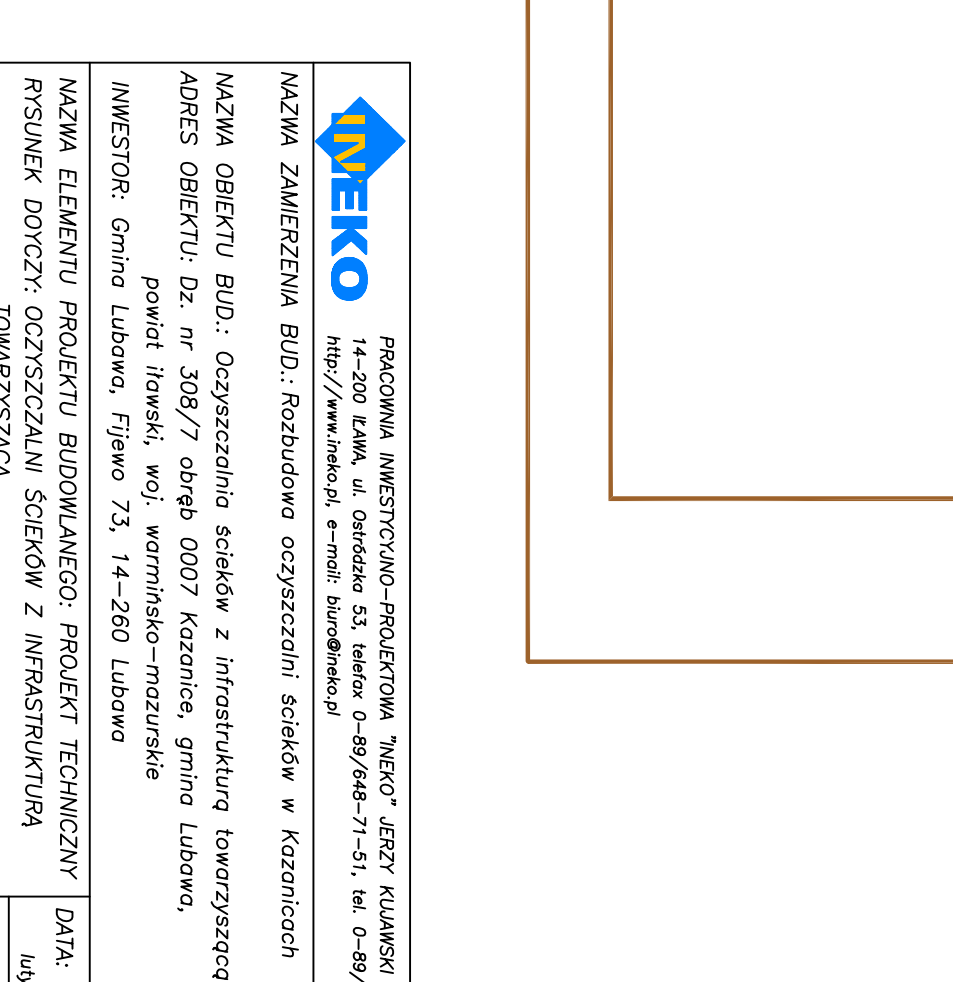 INEKO
PRACOWNIA INWESTYCYJNO-PROJEKTOWA "INEKO" JERZY KUJAWSKI
14-200 IŁAWA, ul. Ostródzka 53, telefax 0-89/648-71-51, tel. 0-89/
http://www.ineko.pl, e-mail: biuro@ineko.pl
NAZWA ZAMIERZENIA BUD.: Rozbudowa oczyszczalni ścieków w Kazanicach
NAZWA OBIEKTU BUD.: Oczyszczalnia ścieków z infrastrukturą towarzyszącą
ADRES OBIEKTU: Dz. nr 308/7 obręb 0007 Kazanice, gmina Lubawa,
powiat iławski, woj. warmińsko-mazurskie
INWESTOR: Gmina Lubawa, Fijewo 73, 14-260 Lubawa
NAZWA ELEMENTU PROJEKTU BUDOWLANEGO: PROJEKT TECHNICZNY
RYSUNEK DOYCZY: OCZYSZCZALNI ŚCIEKÓW Z INFRASTRUKTURĄ
TOWARZYSZĄCĄ
DATA:
luty